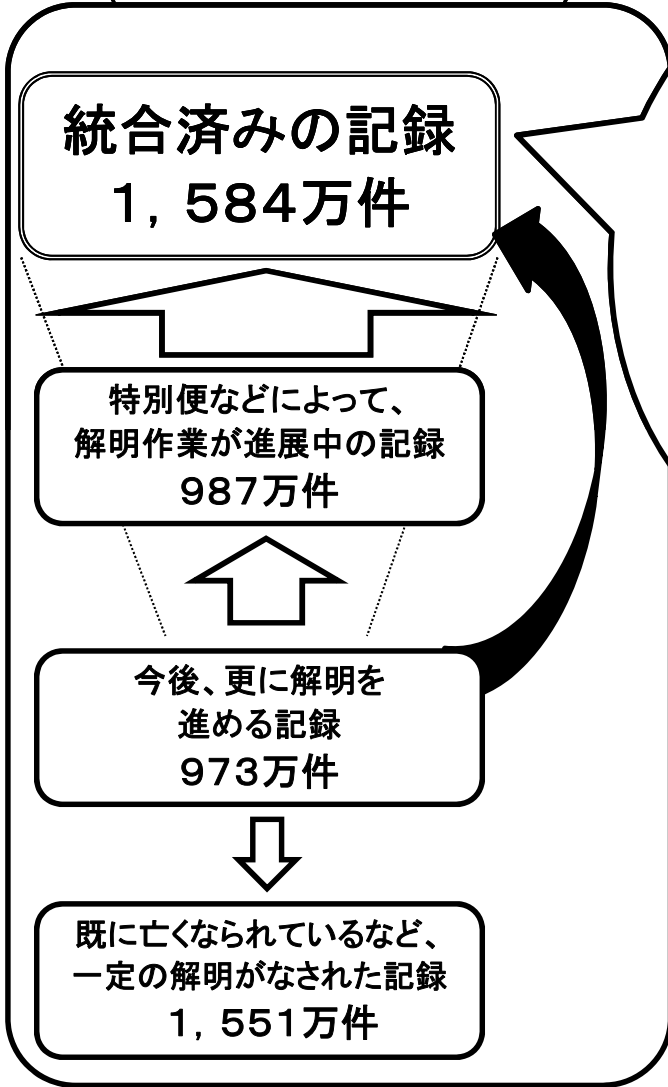 統合済みの記録
1,584万件
特別便などによって、
解明作業が進展中の記録
987万件
今後、更に解明を
進める記録
973万件
既に亡くなられているなど、
一定の解明がなされた記録
1,551万件